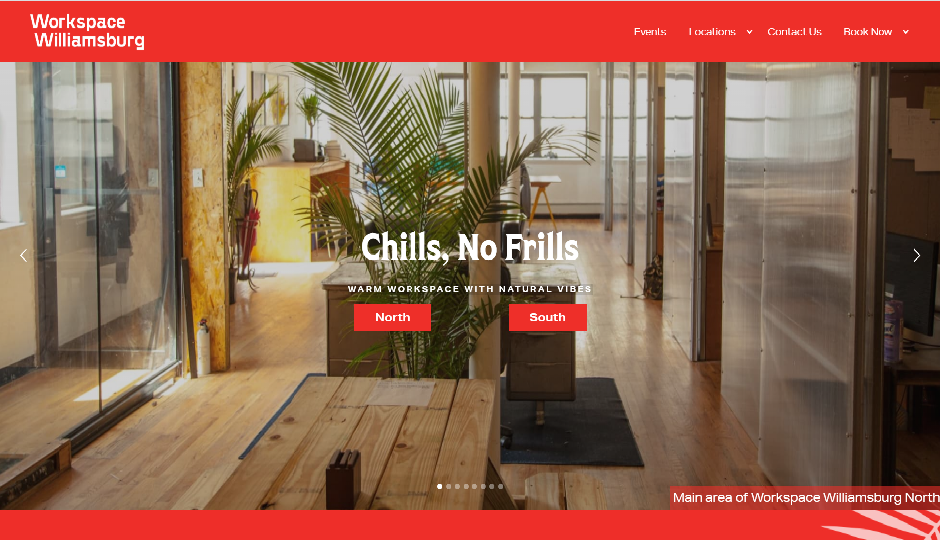 Workspace
Williamsburg
Events
Locations
Contact Us
Book Now
Chills, No Frills
WARM WORKSPACE WITH NATURAL VIBES
North
South
Main area of Workspace Williamsburg North